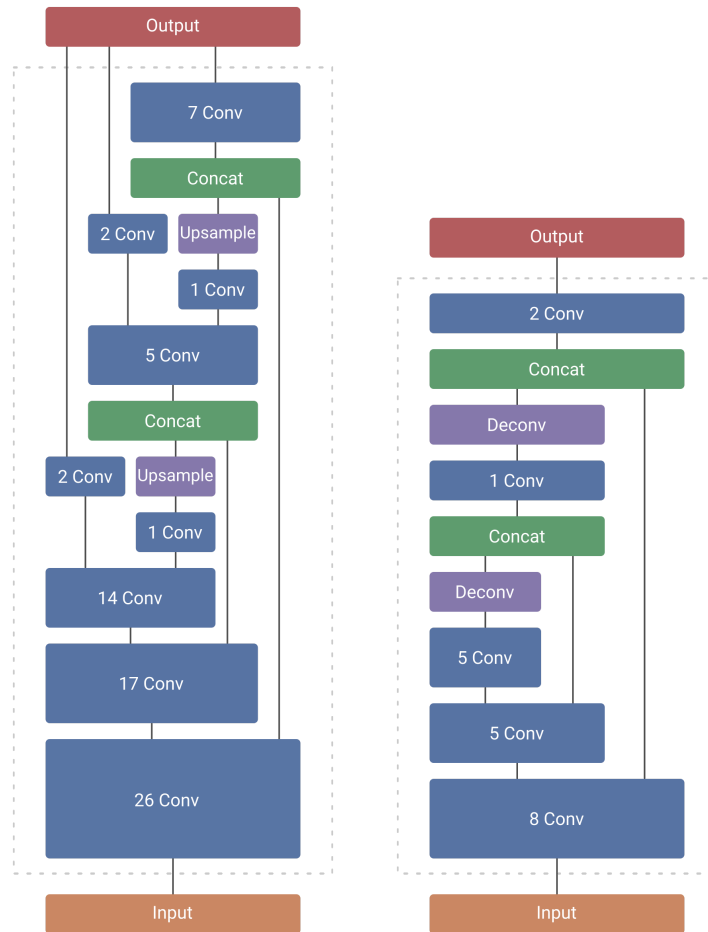 Output
7 Conv
Concat
2 Conv
Upsample
1 Conv
5 Conv
Concat
2 Conv
Upsample
1 Conv
14 Conv
17 Conv
26 Conv
Input
Output
2 Conv
Concat
Deconv
1 Conv
Concat
Deconv
5 Conv
5 Conv
8 Conv
Input